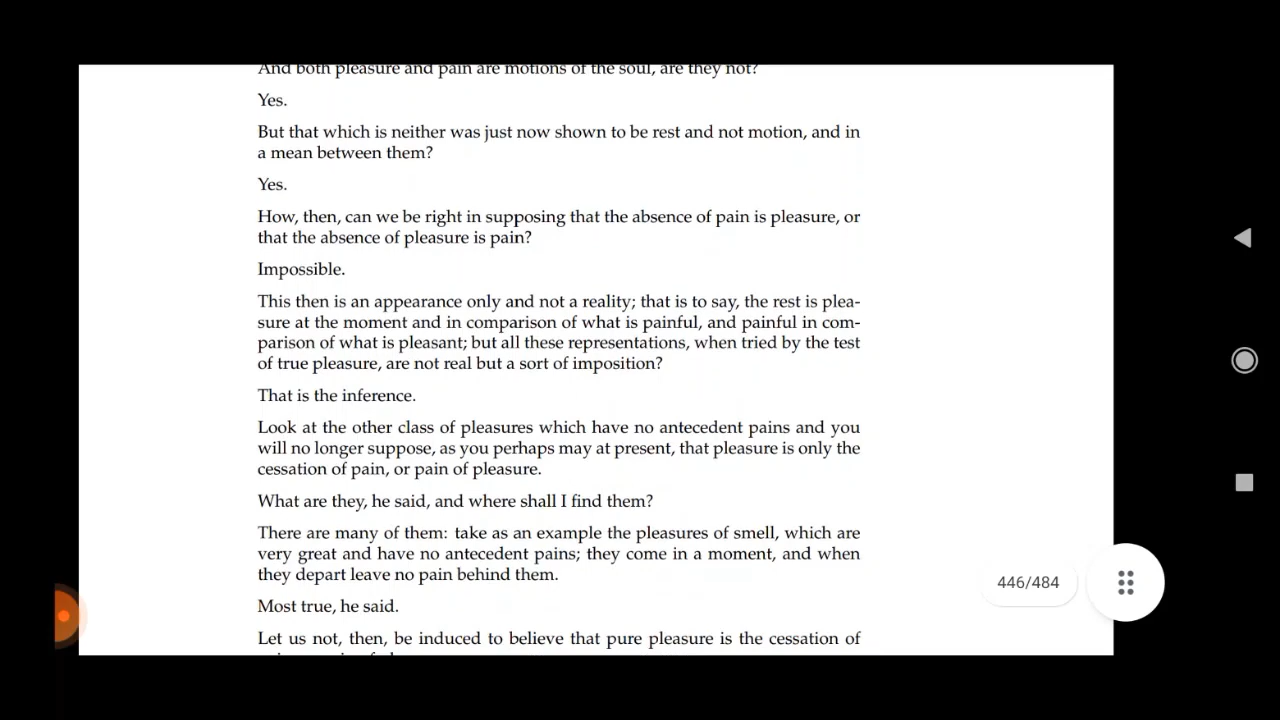 And both pleasure and pain are motions of the soul, are they not?
Yes.
But that which is neither was just now shown to be rest and not motion, and in
a mean between them?
Yes.
How, then, can we be right in supposing that the absence of pain is pleasure, or
that the absence of pleasure is pain?
Impossible.
This then is an appearance only and not a reality; that is to say, the rest is plea-
sure at the moment and in comparison of what is painful, and painful in com-
parison of what is pleasant; but all these representations, when tried by the test
of true pleasure, are not real but a sort of imposition?
That is the inference.
Look at the other class of pleasures which have no antecedent pains and you
will no longer suppose, as you perhaps may at present, that pleasure is only the
cessation of pain, or pain of pleasure.
What are they, he said, and where shall I find them?
There are many of them: take as an example the pleasures of smell, which are
very great and have no antecedent pains; they come in a moment, and when
they depart leave no pain behind them.
Most true, he said.
Let us not, then, be induced to believe that pure pleasure is the cessation of
446/484